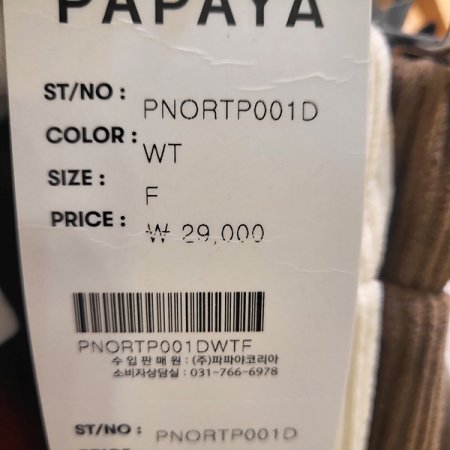 PAPAYA
ST/NO : PNORTP001D
COLOR : WT
SIZE : F
PRICE : ₩ 29,000
PNORTP001DWTF
수 입 판 매 원 : (주)파파야코리아
소비자상담실 : 031-766-6978
ST/NO : PNORTP001D